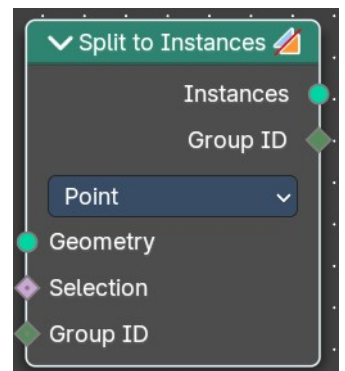 Split to Instances
Instances
Group ID
Point
Geometry
Selection
Group ID